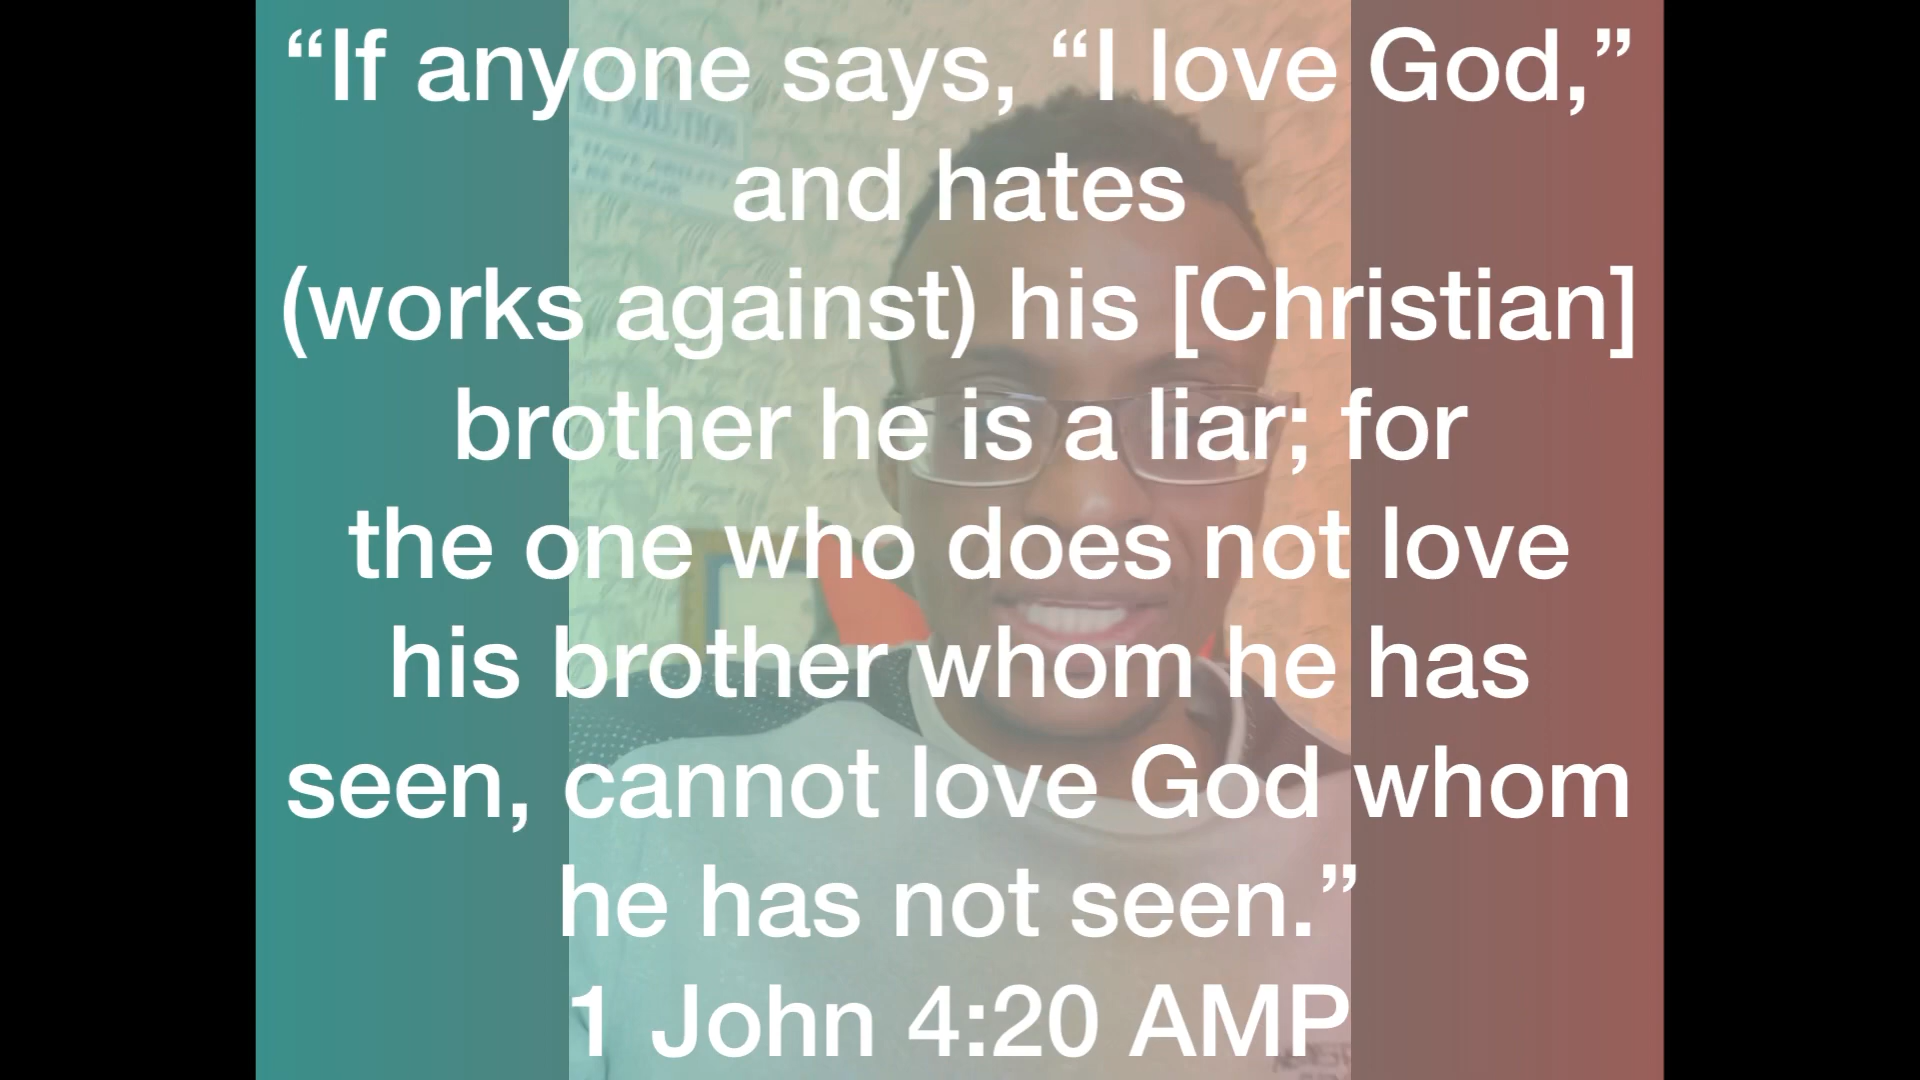 “If anyone says, “I love God,”
and hates
(works against) his [Christian]
brother he is a liar; for
the one who does not love
his brother whom he has
seen, cannot love God whom
he has not seen.”
1 John 4:20 AMP